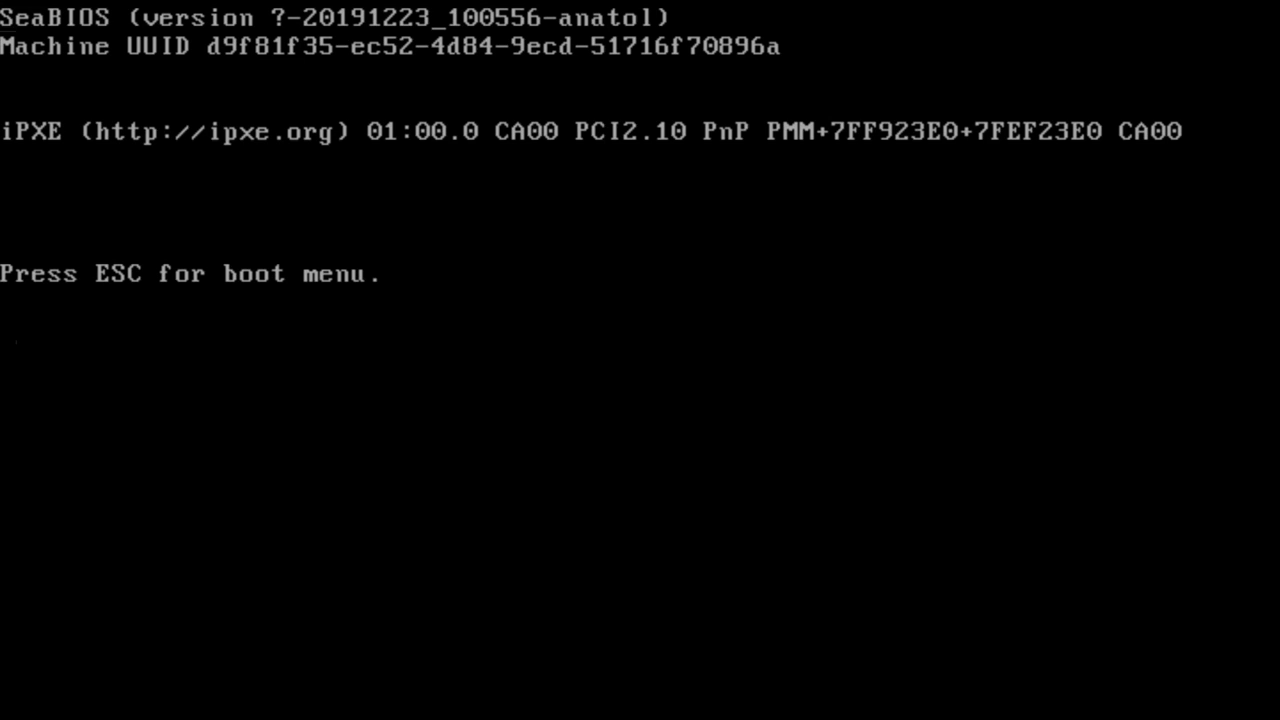 SeaBIOS (version ?-20191223_100556-anatol)
Machine UUID d9f81f35-ec52-4d84-9ecd-51716f70896a
iPXE (http://ipxe.org) 01:00.0 CA00 PCI2.10 PnP PMM+7FF923E0+7FEF23E0 CA00
Press ESC for boot menu.